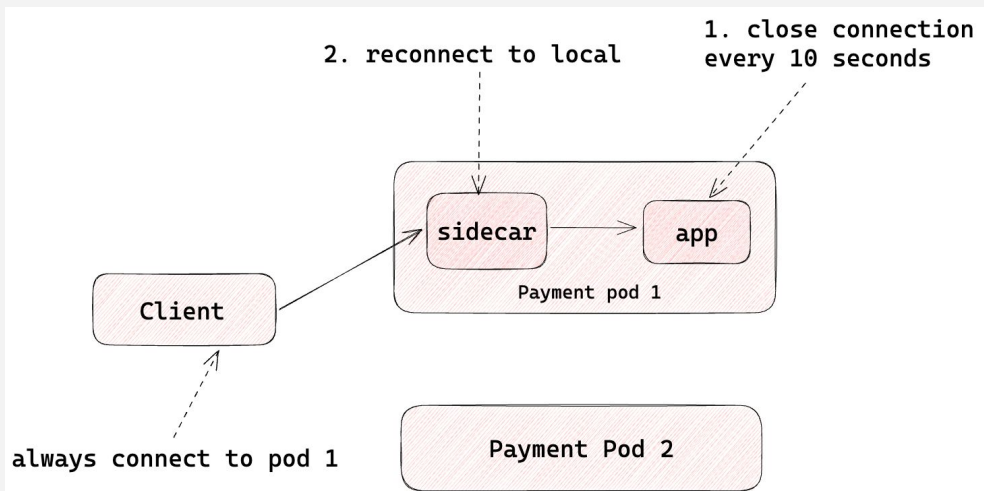 1. close connection
every 10 seconds
2. reconnect to local
sidecar
app
Payment pod 1
Client
always connect to pod 1
Payment Pod 2